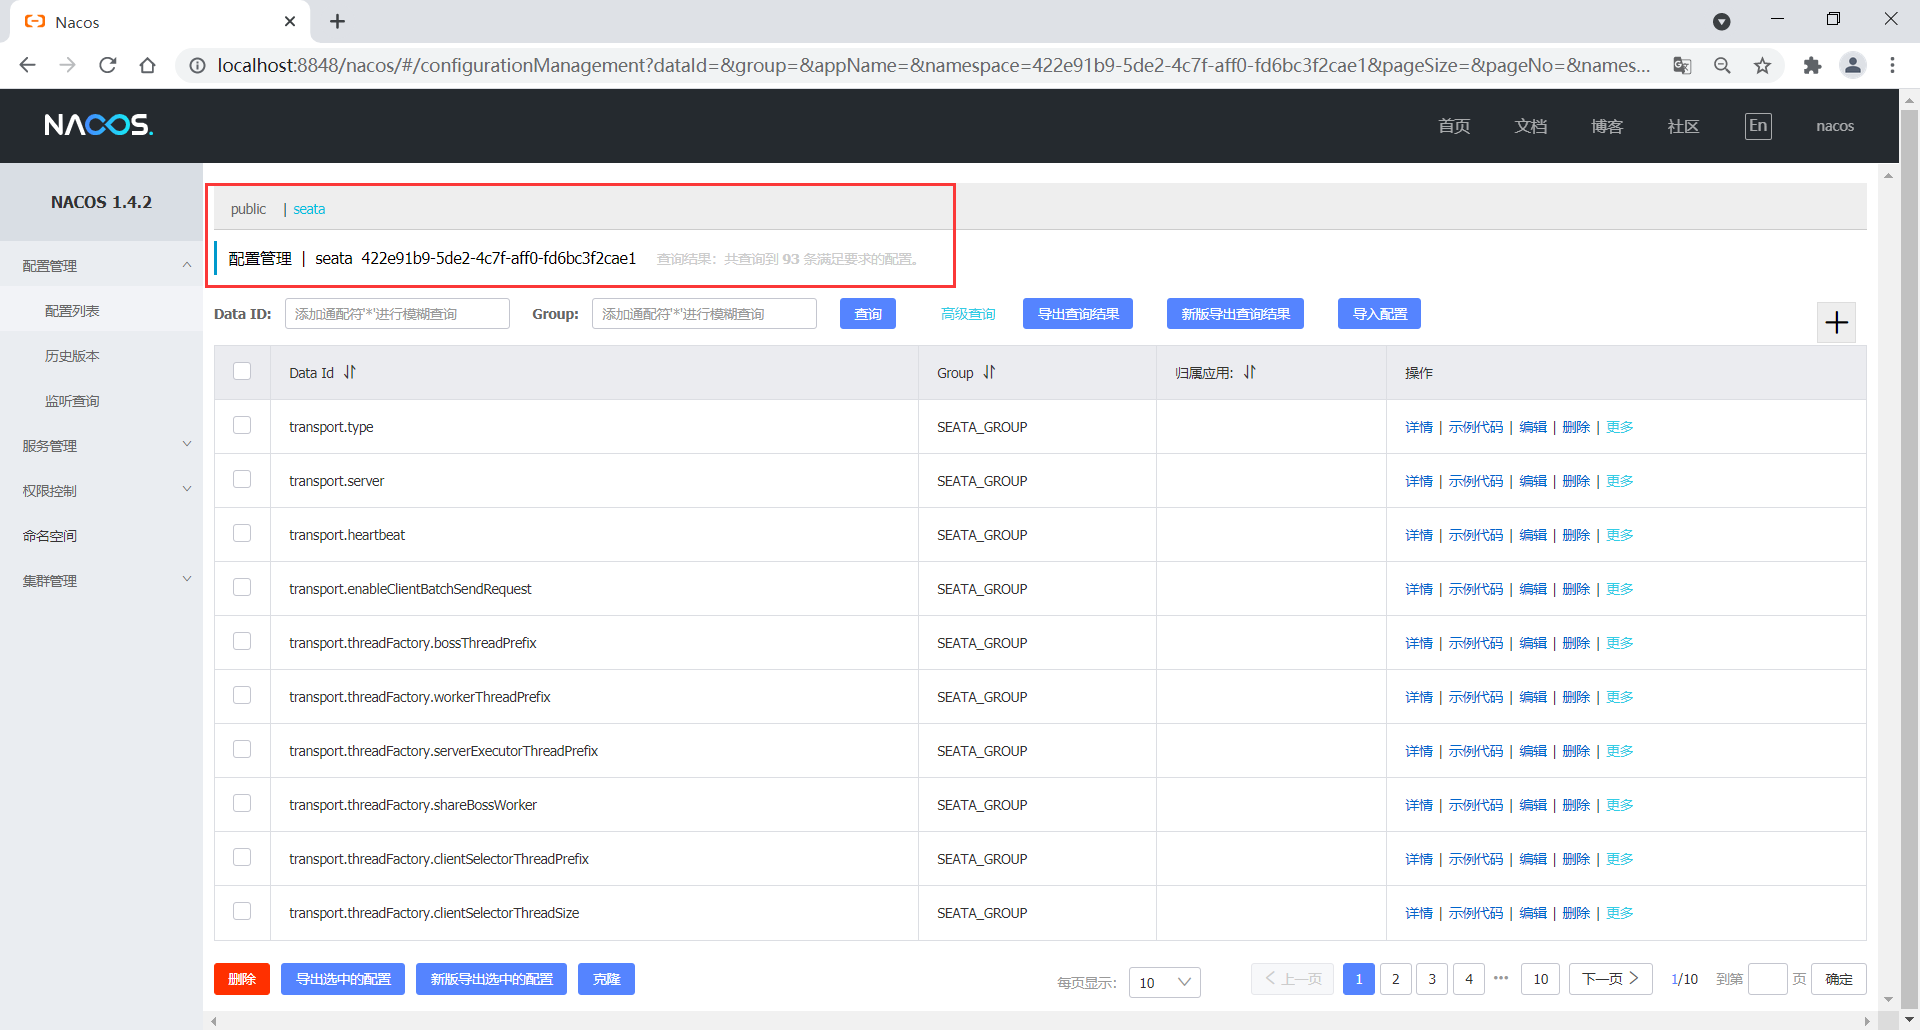 Nacos
localhost:8848/nacos/#/configurationManagement?dataId=&group=&appName=&namespace=422e91b9-5de2-4c7f-aff0-fd6bc3f2cae1&pageSize=&pageNo=&names...
NACOS.
首页 文档 博客 社区 En nacos
NACOS 1.4.2
配置管理
配置列表
历史版本
监听查询
服务管理
权限控制
命名空间
集群管理
public | seata
配置管理 | seata 422e91b9-5de2-4c7f-aff0-fd6bc3f2cae1 查询结果：共查询到 93 条满足要求的配置。
Data ID: 添加通配符'*'进行模糊查询 Group: 添加通配符'*'进行模糊查询 查询 高级查询 导出查询结果 新版导出查询结果 导入配置
Data Id Group 归属应用: 操作
transport.type SEATA_GROUP 详情 | 示例代码 | 编辑 | 删除 | 更多
transport.server SEATA_GROUP 详情 | 示例代码 | 编辑 | 删除 | 更多
transport.heartbeat SEATA_GROUP 详情 | 示例代码 | 编辑 | 删除 | 更多
transport.enableClientBatchSendRequest SEATA_GROUP 详情 | 示例代码 | 编辑 | 删除 | 更多
transport.threadFactory.bossThreadPrefix SEATA_GROUP 详情 | 示例代码 | 编辑 | 删除 | 更多
transport.threadFactory.workerThreadPrefix SEATA_GROUP 详情 | 示例代码 | 编辑 | 删除 | 更多
transport.threadFactory.serverExecutorThreadPrefix SEATA_GROUP 详情 | 示例代码 | 编辑 | 删除 | 更多
transport.threadFactory.shareBossWorker SEATA_GROUP 详情 | 示例代码 | 编辑 | 删除 | 更多
transport.threadFactory.clientSelectorThreadPrefix SEATA_GROUP 详情 | 示例代码 | 编辑 | 删除 | 更多
transport.threadFactory.clientSelectorThreadSize SEATA_GROUP 详情 | 示例代码 | 编辑 | 删除 | 更多
删除 导出选中的配置 新版导出选中的配置 克隆 每页显示: 10 上一页 1 2 3 4 ••• 10 下一页 1/10 到第 页 确定